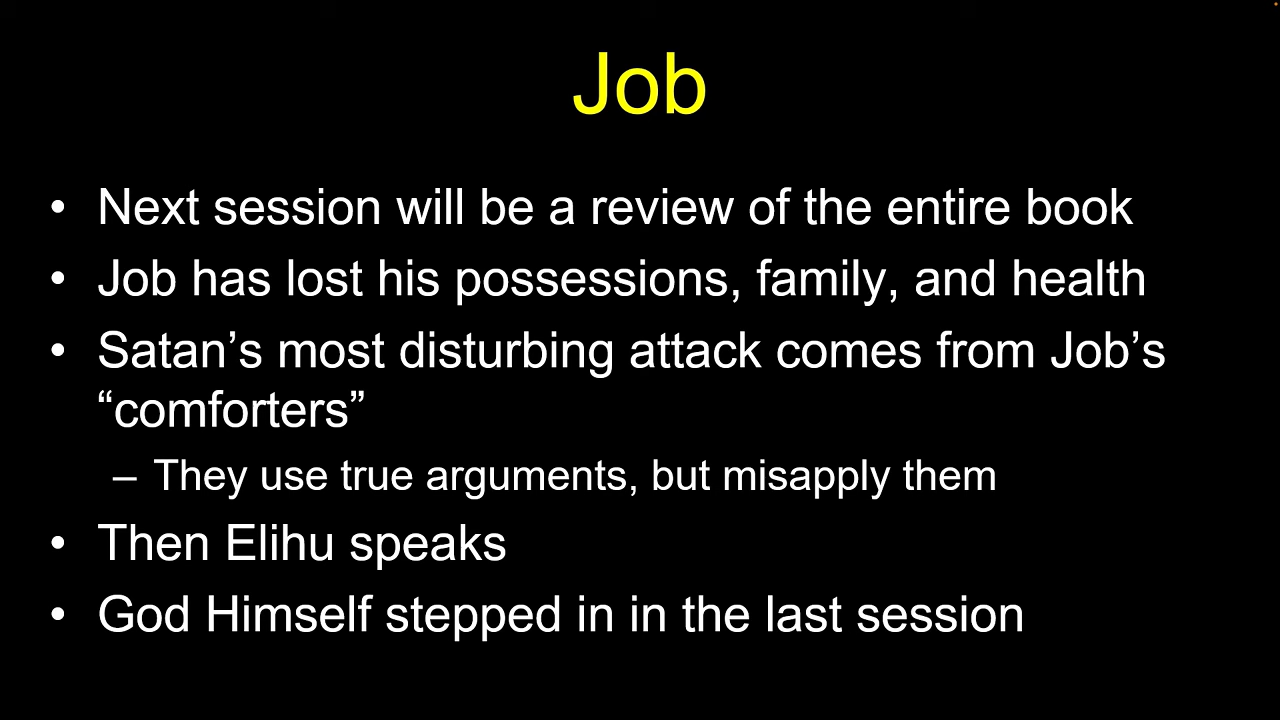 Job
• Next session will be a review of the entire book
• Job has lost his possessions, family, and health
• Satan’s most disturbing attack comes from Job’s
“comforters”
– They use true arguments, but misapply them
• Then Elihu speaks
• God Himself stepped in in the last session